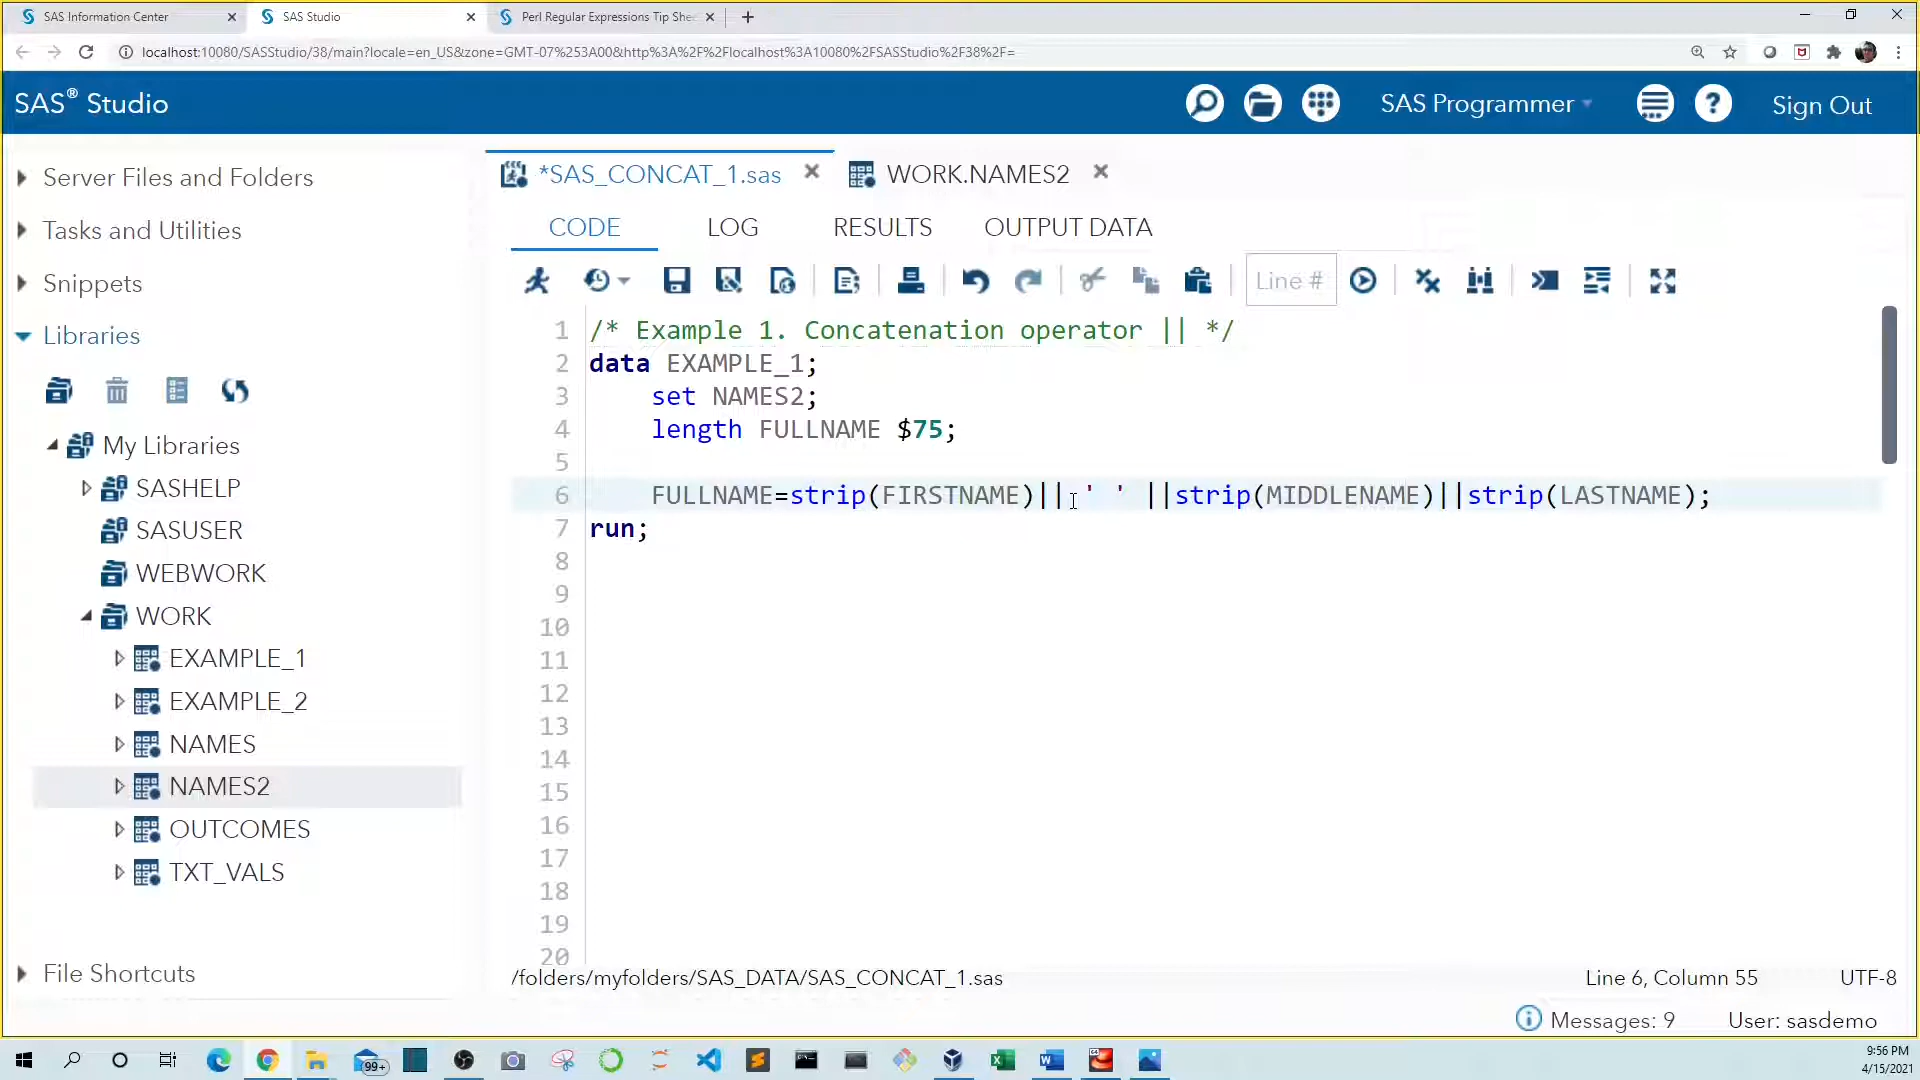 SAS Information Center
SAS Studio
Perl Regular Expressions Tip She
localhost:10080/SASStudio/38/main?locale=en_US&zone=GMT-07%253A00&http%3A%2F%2Flocalhost%3A10080%2FSASStudio%2F38%2F=
SAS® Studio
SAS Programmer
Sign Out
Server Files and Folders
Tasks and Utilities
Snippets
Libraries
My Libraries
SASHELP
SASUSER
WEBWORK
WORK
EXAMPLE_1
EXAMPLE_2
NAMES
NAMES2
OUTCOMES
TXT_VALS
File Shortcuts
*SAS_CONCAT_1.sas
WORK.NAMES2
CODE LOG RESULTS OUTPUT DATA
Line #
1 /* Example 1. Concatenation operator || */
2 data EXAMPLE_1;
3 set NAMES2;
4 length FULLNAME $75;
5
6 FULLNAME=strip(FIRSTNAME)|| ' ' ||strip(MIDDLENAME)||strip(LASTNAME);
7 run;
8
9
10
11
12
13
14
15
16
17
18
19
20
/folders/myfolders/SAS_DATA/SAS_CONCAT_1.sas
Line 6, Column 55
UTF-8
Messages: 9
User: sasdemo
99+
9:56 PM
4/15/2021